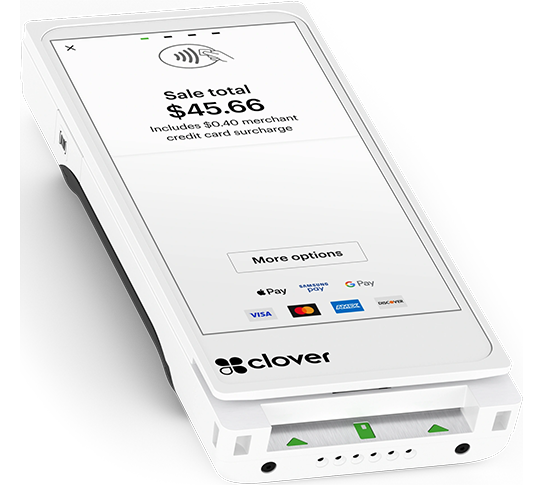 ×
Sale total
$45.66
Includes $0.40 merchant
credit card surcharge
More options
Pay
SAMSUNG
pay
G Pay
VISA
AMEX
DISCOVER
clover